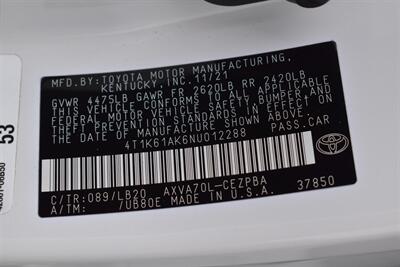 MFD. BY: TOYOTA MOTOR MANUFACTURING,
KENTUCKY, INC. 11/21
GVWR 4475LB GAWR FR 2620LB RR 2420LB
THIS VEHICLE CONFORMS TO ALL APPLICABLE
FEDERAL MOTOR VEHICLE SAFETY, BUMPER, AND
THEFT PREVENTION STANDARDS IN EFFECT ON
THE DATE OF MANUFACTURE SHOWN ABOVE.
4T1K61AK6NU012288 PASS.CAR
C/TR:089/LB20 AXVA70L-CEZPBA 37850
A/TM: /UB80E MADE IN U.S.A.
TOYOTA
53